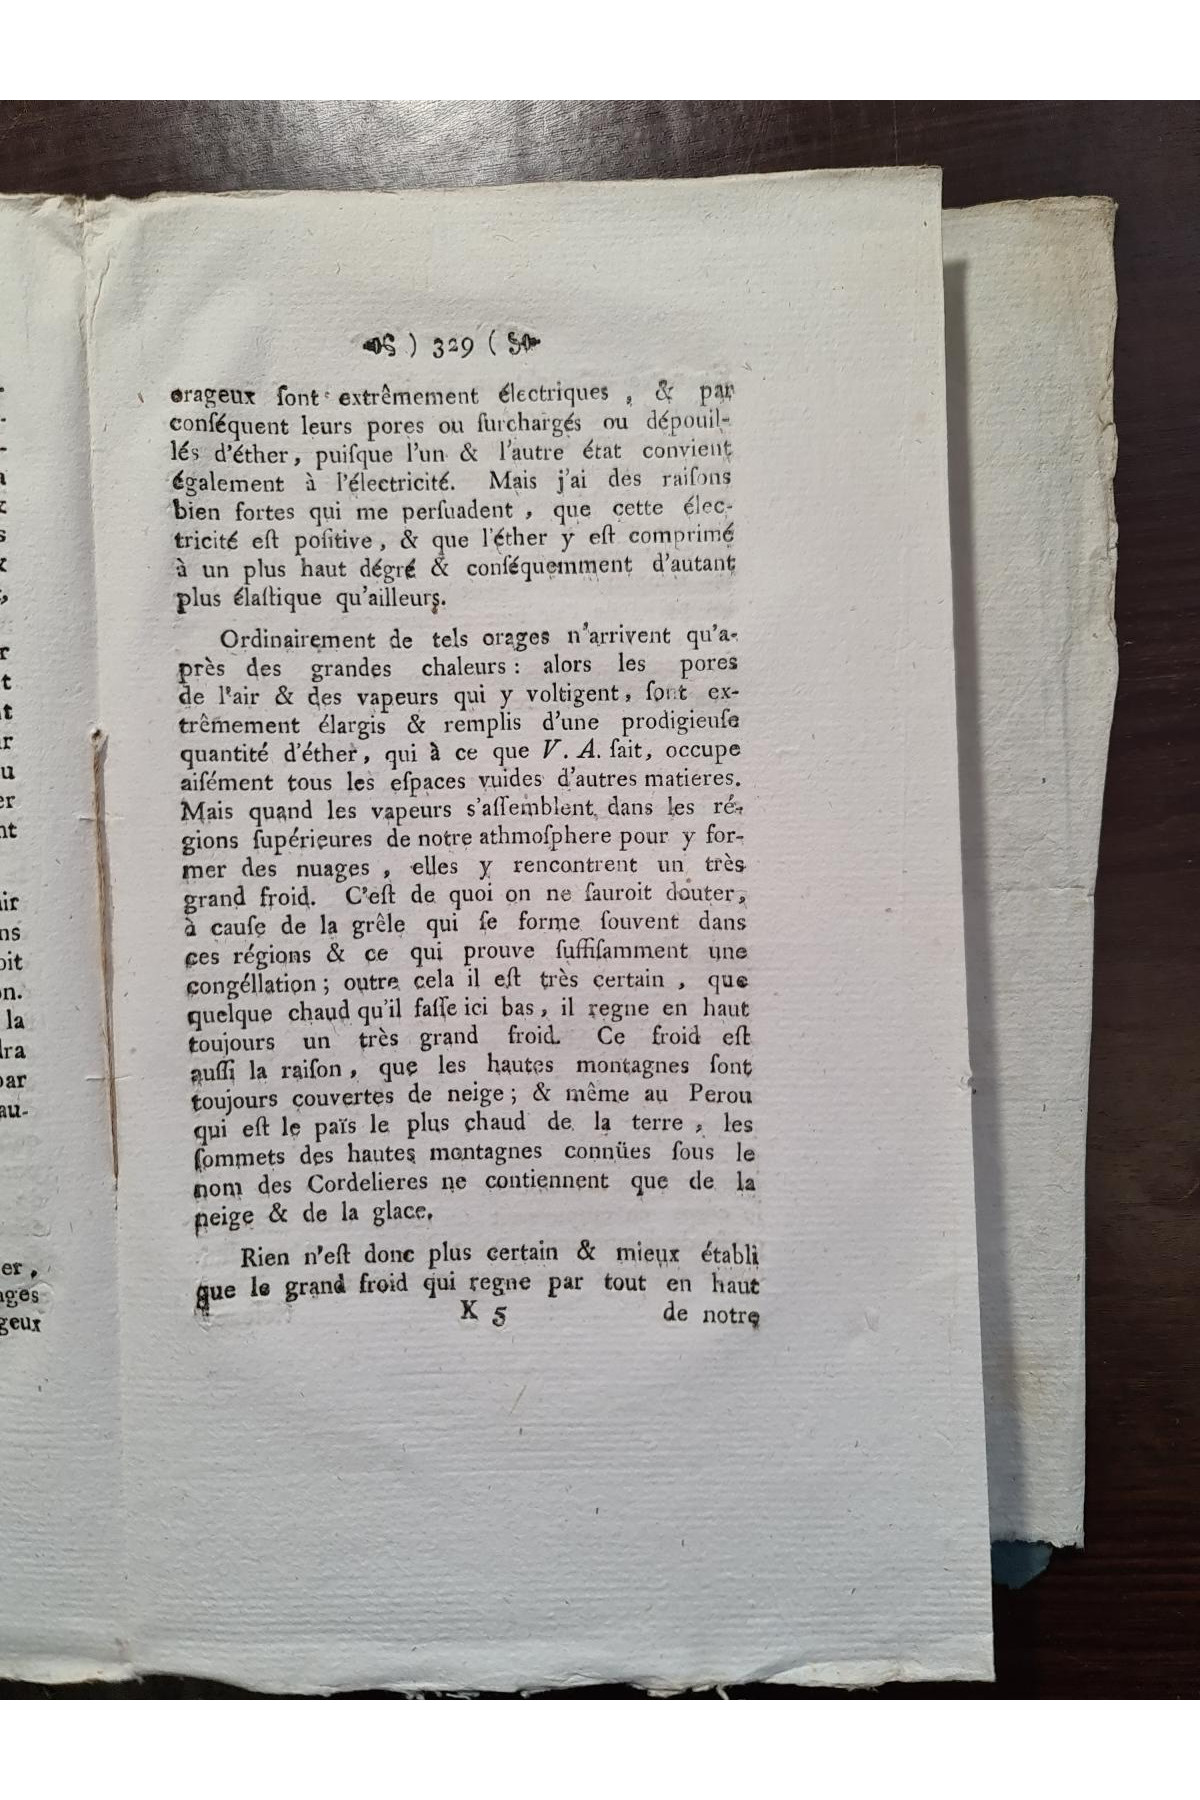 ) 329 (
orageux ſont extrêmement électriques, & par
conſéquent leurs pores ou ſurchargés ou dépouil-
lés d'éther, puiſque l'un & l'autre état convient
également à l'électricité. Mais j'ai des raiſons
bien fortes qui me perſuadent, que cette élec-
tricité eſt poſitive, & que l'éther y eſt comprimé
à un plus haut dégré & conſéquemment d'autant
plus élaſtique qu'ailleurs.
Ordinairement de tels orages n'arrivent qu'a-
près des grandes chaleurs: alors les pores
de l'air & des vapeurs qui y voltigent, ſont ex-
trêmement élargis & remplis d'une prodigieuſe
quantité d'éther, qui à ce que V. A. ſait, occupe
aiſément tous les eſpaces vuides d'autres matieres.
Mais quand les vapeurs s'aſſemblent dans les ré-
gions ſupérieures de notre athmoſphere pour y for-
mer des nuages, elles y rencontrent un très
grand froid. C'eſt de quoi on ne ſauroit douter,
à cauſe de la grêle qui ſe forme ſouvent dans
ces régions & ce qui prouve ſuffiſamment une
congéllation; outre cela il eſt très certain, que
quelque chaud qu'il faſſe ici bas, il regne en haut
toujours un très grand froid. Ce froid eſt
auſſi la raiſon, que les hautes montagnes ſont
toujours couvertes de neige; & même au Perou
qui eſt le païs le plus chaud de la terre, les
ſommets des hautes montagnes connües ſous le
nom des Cordelieres ne contiennent que de la
neige & de la glace.
Rien n'eſt donc plus certain & mieux établi
que le grand froid qui regne par tout en haut
K 5 de notre